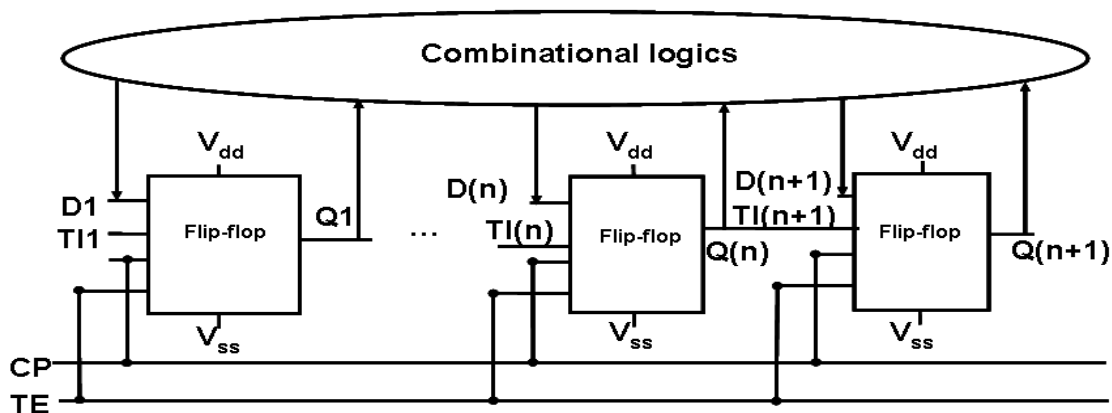 Combinational logics
Vdd
D1
TI1
Flip-flop
Q1
Vss
...
Vdd
D(n)
TI(n)
Flip-flop
Q(n)
Vss
Vdd
D(n+1)
TI(n+1)
Flip-flop
Q(n+1)
Vss
CP
TE